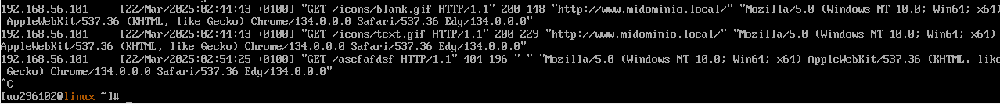 192.168.56.101 - - [22/Mar/2025:02:44:43 +0100] "GET /icons/blank.gif HTTP/1.1" 200 148 "http://www.midominio.local/" "Mozilla/5.0 (Windows NT 10.0; Win64; x64)
AppleWebKit/537.36 (KHTML, like Gecko) Chrome/134.0.0.0 Safari/537.36 Edg/134.0.0.0"
192.168.56.101 - - [22/Mar/2025:02:44:43 +0100] "GET /icons/text.gif HTTP/1.1" 200 229 "http://www.midominio.local/" "Mozilla/5.0 (Windows NT 10.0; Win64; x64)
AppleWebKit/537.36 (KHTML, like Gecko) Chrome/134.0.0.0 Safari/537.36 Edg/134.0.0.0"
192.168.56.101 - - [22/Mar/2025:02:54:25 +0100] "GET /asefafdsf HTTP/1.1" 404 196 "-" "Mozilla/5.0 (Windows NT 10.0; Win64; x64) AppleWebKit/537.36 (KHTML, like
Gecko) Chrome/134.0.0.0 Safari/537.36 Edg/134.0.0.0"
^C
[uo296102@linux ~]# _